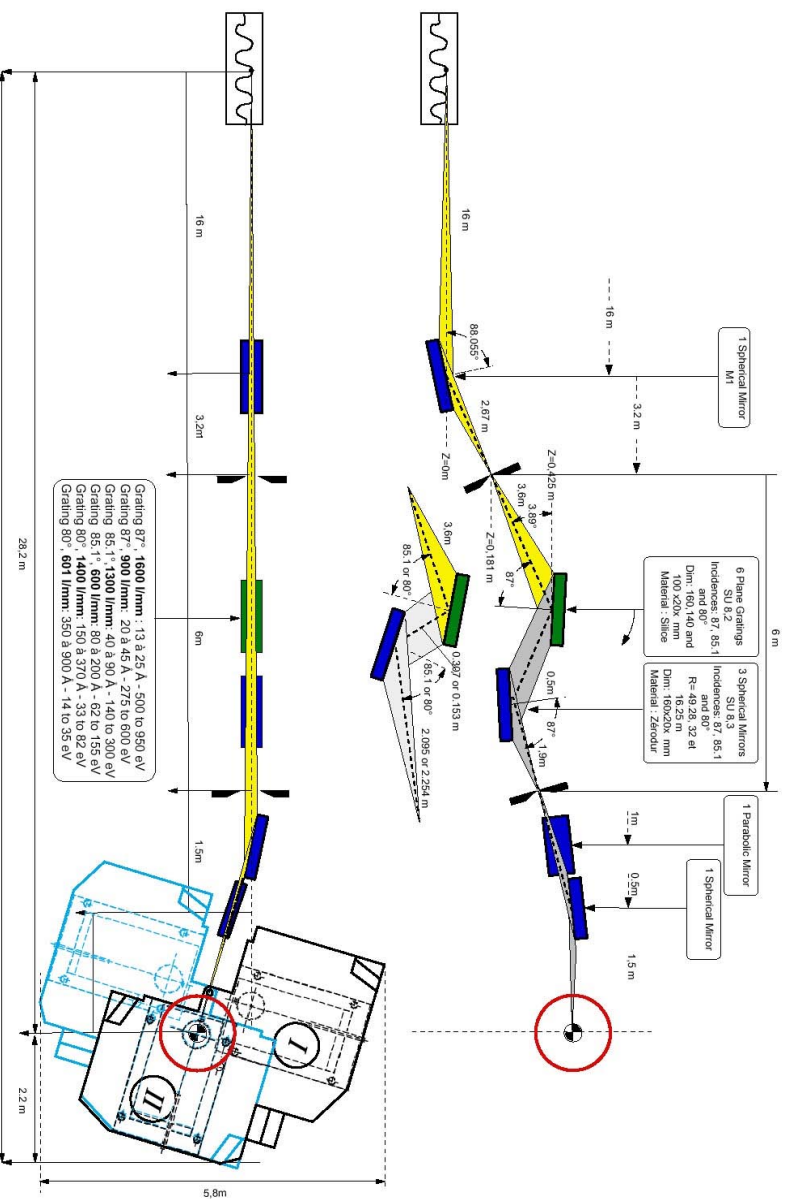 1 Spherical Mirror
M1
6 Plane Gratings
SU 8,2
Incidences: 87, 85.1
and 80°
Dim: 160,140 and
100 x20x mm
Material : Silice
3 Spherical Mirrors
SU 8,3
Incidences: 87, 85.1
and 80°
R= 49.28, 32 et
16.25 m
Dim: 160x20x mm
Material : Zérodur
1 Parabolic Mirror
1 Spherical Mirror
16 m
3,2 m
6 m
1m
0.5m
1,5 m
16 m
88.055°
2,67 m
Z=0m
Z=0,425 m
3,6m
3.89°
Z=0,181 m
87°
0,5m
87°
1,9m
3,6m
85.1 or 80°
0.307 or 0.153 m
85.1 or 80°
2.095 or 2.254 m
16 m
3,2m
6m
1,5m
Grating 87°, 1600 l/mm : 13 à 25 Å - 500 to 950 eV
Grating 87°, 900 l/mm: 20 à 45 Å - 275 to 600 eV
Grating 85.1°, 1300 l/mm: 40 à 90 Å - 140 to 300 eV
Grating 85.1°, 600 l/mm: 80 à 200 Å - 62 to 155 eV
Grating 80°, 1400 l/mm: 150 à 370 Å - 33 to 82 eV
Grating 80°, 601 l/mm: 350 à 900 Å - 14 to 35 eV
I
II
28,2 m
2.2 m
5,8m